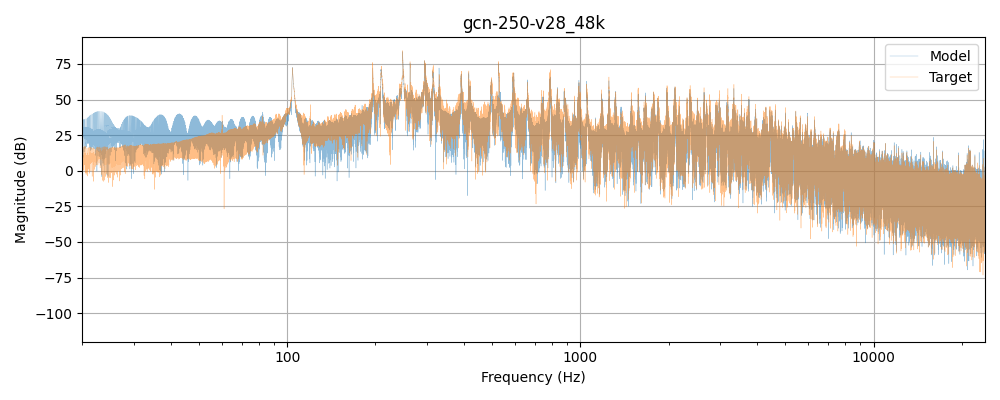 gcn-250-v28_48k
Model
Target
75
50
25
0
−25
−50
−75
−100
Magnitude (dB)
100
1000
10000
Frequency (Hz)